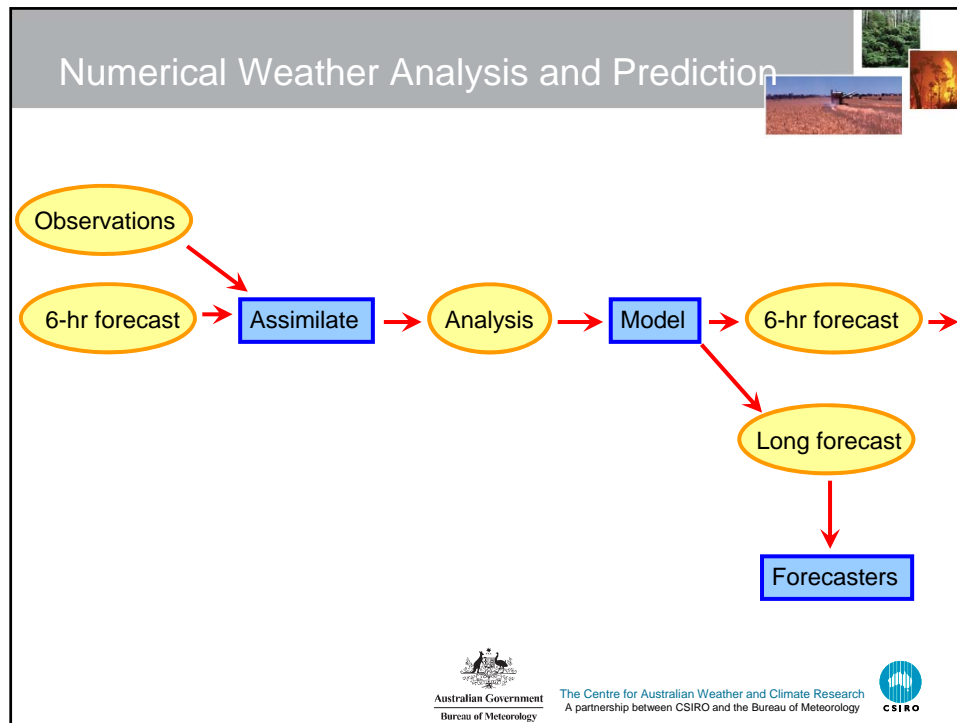 Numerical Weather Analysis and Prediction
Observations
6-hr forecast
Assimilate
Analysis
Model
6-hr forecast
Long forecast
Forecasters
Australian Government
Bureau of Meteorology
The Centre for Australian Weather and Climate Research
A partnership between CSIRO and the Bureau of Meteorology
CSIRO